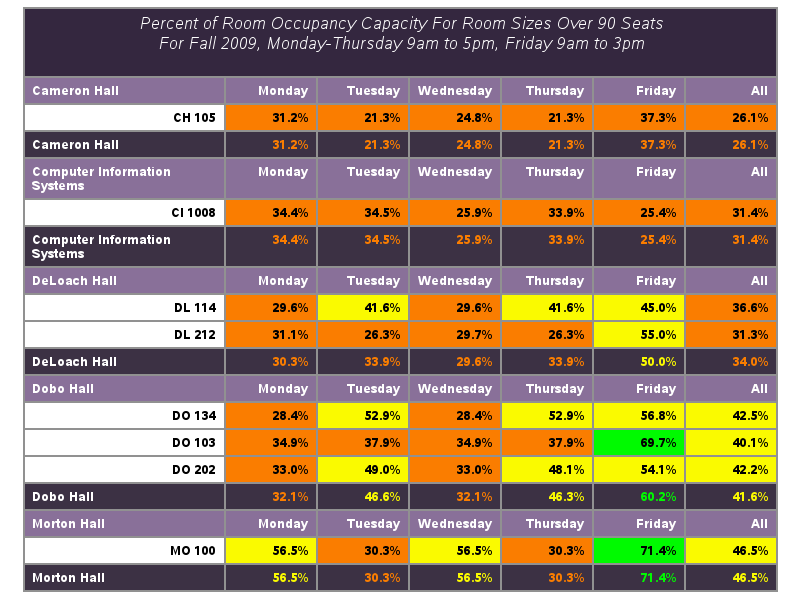 Percent of Room Occupancy Capacity For Room Sizes Over 90 Seats
For Fall 2009, Monday-Thursday 9am to 5pm, Friday 9am to 3pm
Cameron Hall Monday Tuesday Wednesday Thursday Friday All
CH 105 31.2% 21.3% 24.8% 21.3% 37.3% 26.1%
Cameron Hall 31.2% 21.3% 24.8% 21.3% 37.3% 26.1%
Computer Information Monday Tuesday Wednesday Thursday Friday All
Systems
CI 1008 34.4% 34.5% 25.9% 33.9% 25.4% 31.4%
Computer Information 34.4% 34.5% 25.9% 33.9% 25.4% 31.4%
Systems
DeLoach Hall Monday Tuesday Wednesday Thursday Friday All
DL 114 29.6% 41.6% 29.6% 41.6% 45.0% 36.6%
DL 212 31.1% 26.3% 29.7% 26.3% 55.0% 31.3%
DeLoach Hall 30.3% 33.9% 29.6% 33.9% 50.0% 34.0%
Dobo Hall Monday Tuesday Wednesday Thursday Friday All
DO 134 28.4% 52.9% 28.4% 52.9% 56.8% 42.5%
DO 103 34.9% 37.9% 34.9% 37.9% 69.7% 40.1%
DO 202 33.0% 49.0% 33.0% 48.1% 54.1% 42.2%
Dobo Hall 32.1% 46.6% 32.1% 46.3% 60.2% 41.6%
Morton Hall Monday Tuesday Wednesday Thursday Friday All
MO 100 56.5% 30.3% 56.5% 30.3% 71.4% 46.5%
Morton Hall 56.5% 30.3% 56.5% 30.3% 71.4% 46.5%